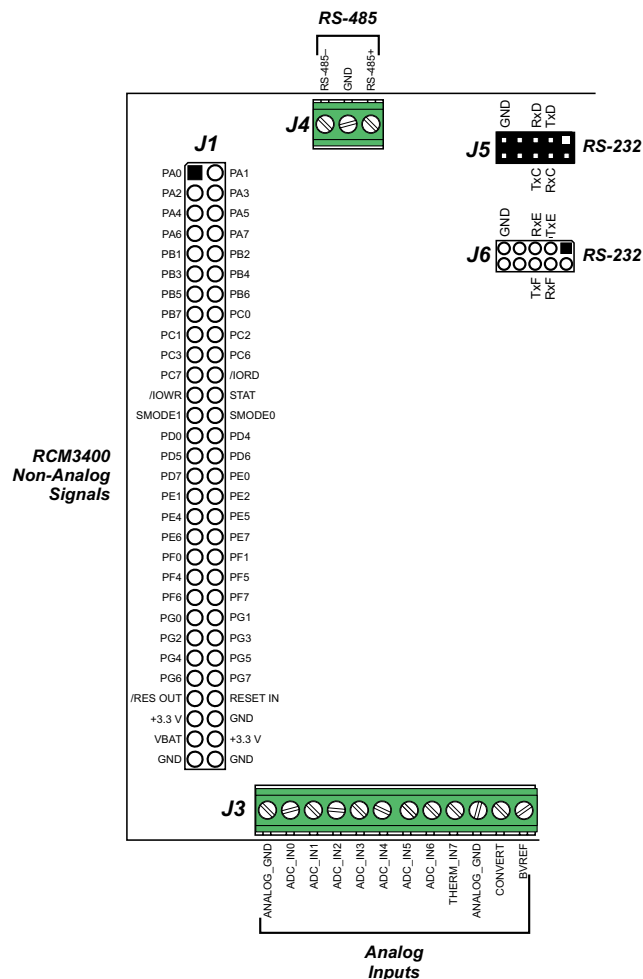 RS-485
RS-485–
GND
RS-485+
J4
GND
RxD
TxD
J5
RS-232
TxC
RxC
GND
RxE
TxE
J6
RS-232
TxF
RxF
J1
PA0 PA1
PA2 PA3
PA4 PA5
PA6 PA7
PB1 PB2
PB3 PB4
PB5 PB6
PB7 PC0
PC1 PC2
PC3 PC6
PC7 /IORD
/IOWR STAT
SMODE1 SMODE0
PD0 PD4
PD5 PD6
PD7 PE0
PE1 PE2
PE4 PE5
PE6 PE7
PF0 PF1
PF4 PF5
PF6 PF7
PG0 PG1
PG2 PG3
PG4 PG5
PG6 PG7
/RES OUT RESET IN
+3.3 V GND
VBAT +3.3 V
GND GND
RCM3400
Non-Analog
Signals
J3
ANALOG_GND
ADC_IN0
ADC_IN1
ADC_IN2
ADC_IN3
ADC_IN4
ADC_IN5
ADC_IN6
THERM_IN7
ANALOG_GND
CONVERT
BVREF
Analog
Inputs